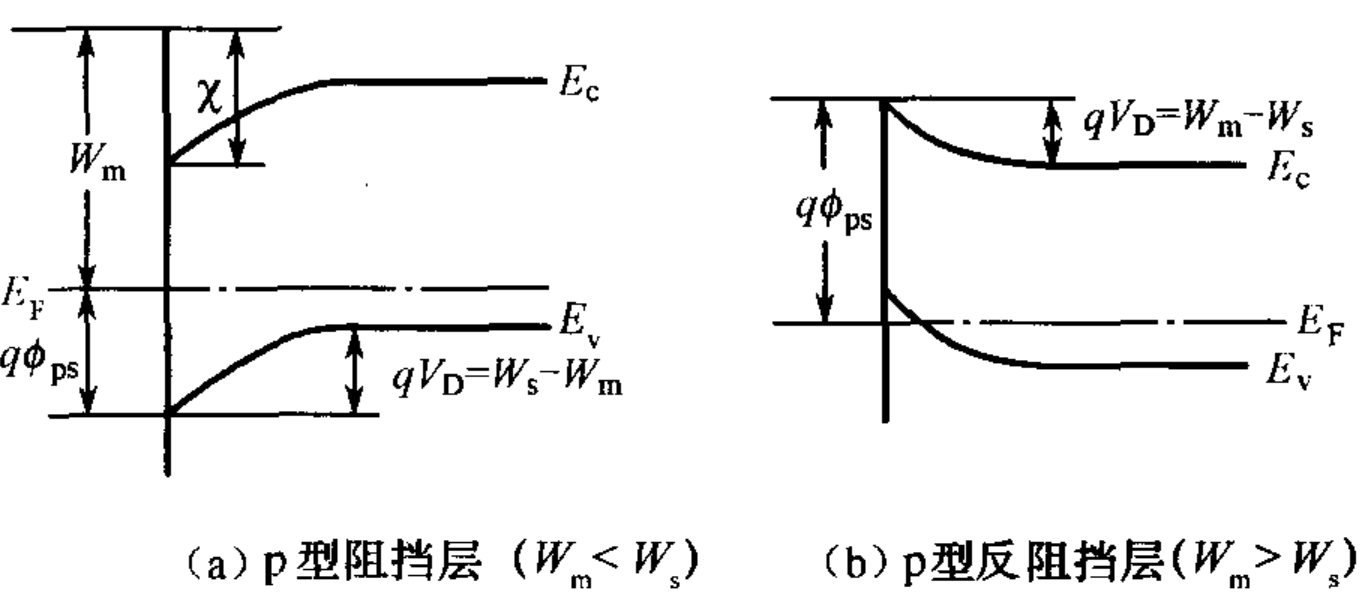 χ
E_c
W_m
E_F
E_v
qϕ_ps
qV_D=W_s−W_m
qV_D=W_m−W_s
E_c
qϕ_ps
E_F
E_v
(a) p型阻挡层 (W_m< W_s)
(b) p型反阻挡层(W_m> W_s)